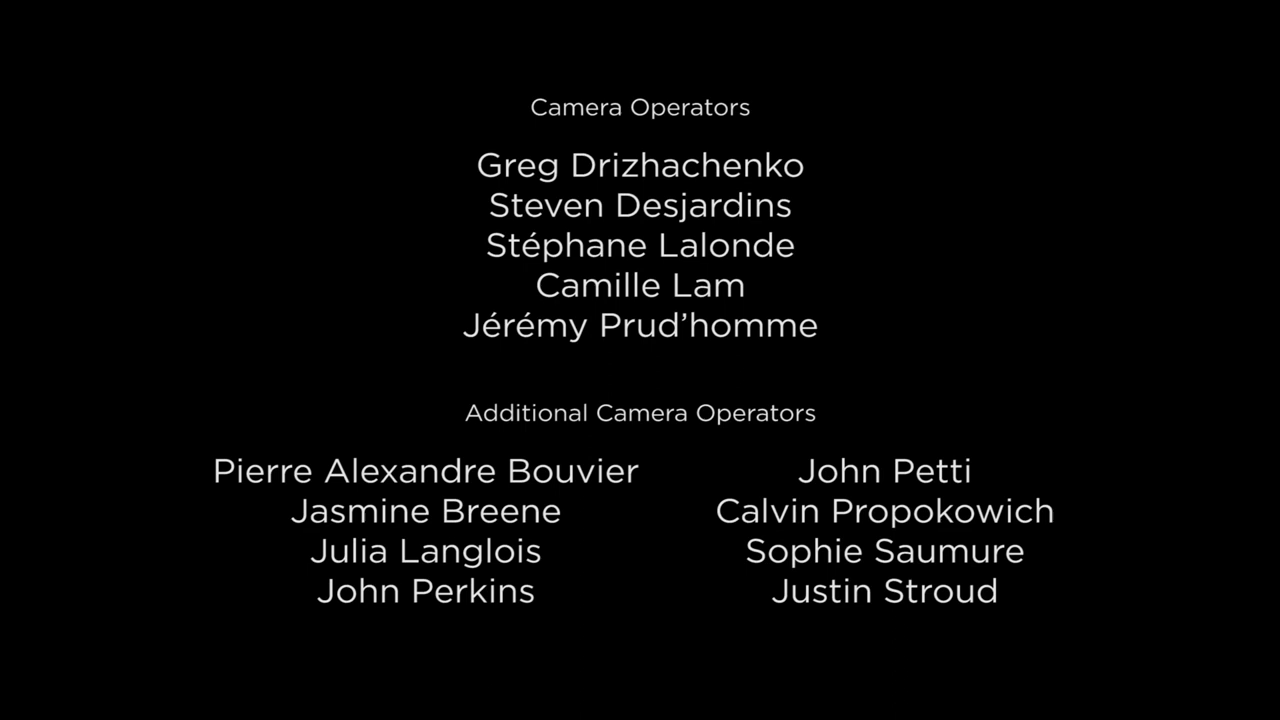 Camera Operators
Greg Drizhachenko
Steven Desjardins
Stéphane Lalonde
Camille Lam
Jérémy Prud’homme
Additional Camera Operators
Pierre Alexandre Bouvier
Jasmine Breene
Julia Langlois
John Perkins
John Petti
Calvin Propokowich
Sophie Saumure
Justin Stroud